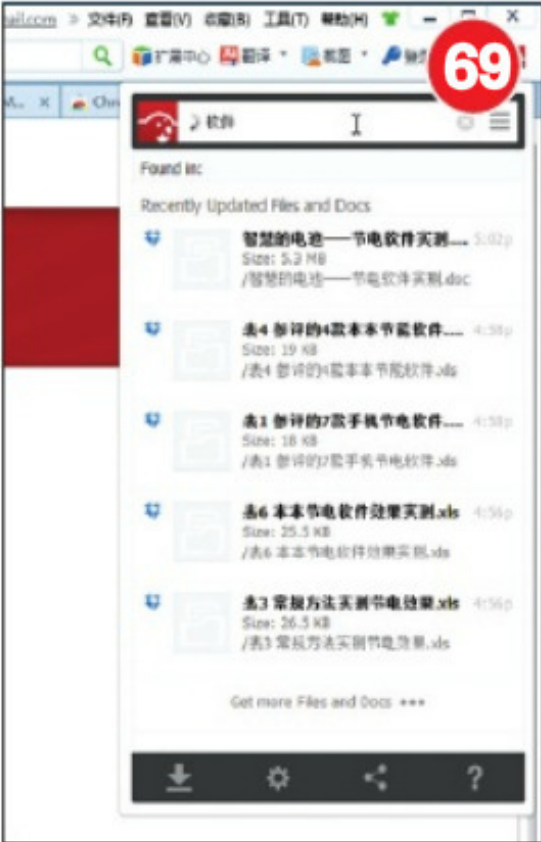 ail.com » 文件(F) 查看(V) 收藏(B) 工具(T) 帮助(H)
扩展中心 翻译 截图
69
M... × Chr
软件
Found in:
Recently Updated Files and Docs
智慧的电池——节电软件实测.... 5:02p
Size: 5.3 MB
/智慧的电池——节电软件实测.doc
表4 参评的4款本本节能软件.... 4:58p
Size: 19 KB
/表4 参评的4款本本节能软件.xls
表1 参评的7款手机节电软件.... 4:58p
Size: 18 KB
/表1 参评的7款手机节电软件.xls
表6 本本节电软件效果实测.xls 4:56p
Size: 25.5 KB
/表6 本本节电软件效果实测.xls
表3 常规方法实测节电效果.xls 4:56p
Size: 26.5 KB
/表3 常规方法实测节电效果.xls
Get more Files and Docs •••
?